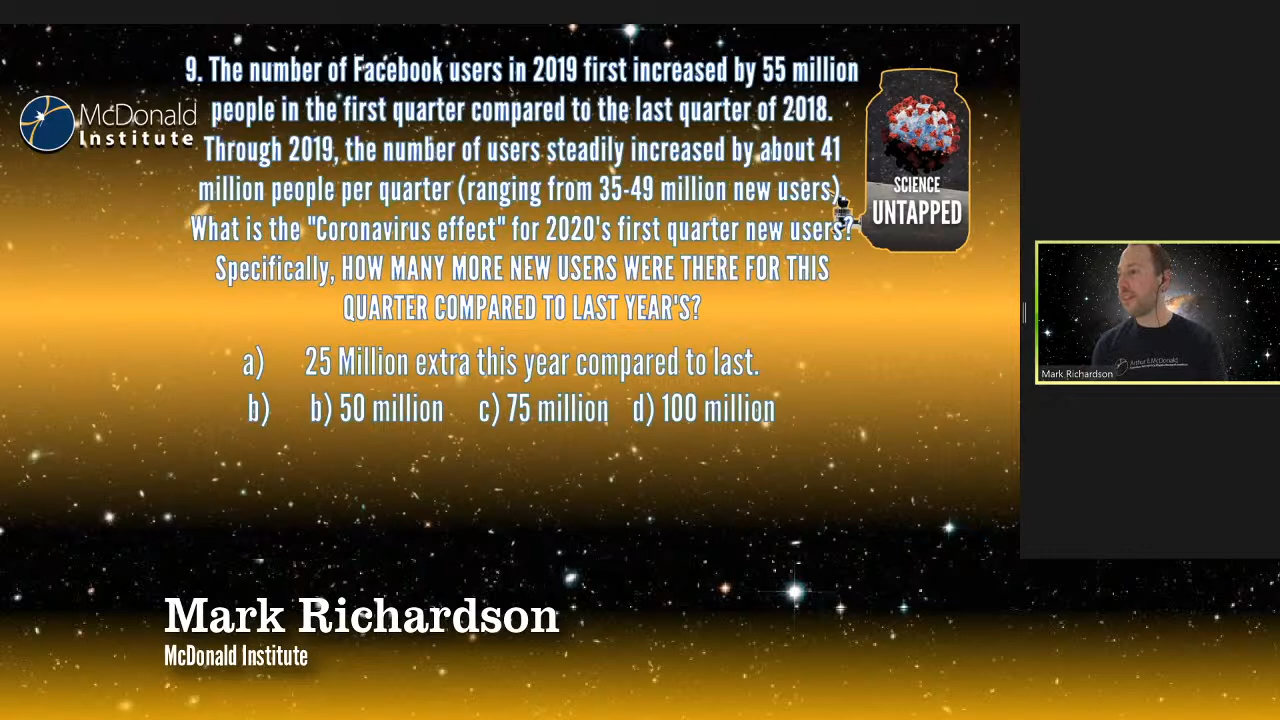 9. The number of Facebook users in 2019 first increased by 55 million
people in the first quarter compared to the last quarter of 2018.
Through 2019, the number of users steadily increased by about 41
million people per quarter (ranging from 35-49 million new users).
What is the "Coronavirus effect" for 2020's first quarter new users?
Specifically, HOW MANY MORE NEW USERS WERE THERE FOR THIS
QUARTER COMPARED TO LAST YEAR'S?
a) 25 Million extra this year compared to last.
b) b) 50 million c) 75 million d) 100 million
McDonald
Institute
SCIENCE
UNTAPPED
Arthur B. McDonald
Mark Richardson
Mark Richardson
McDonald Institute